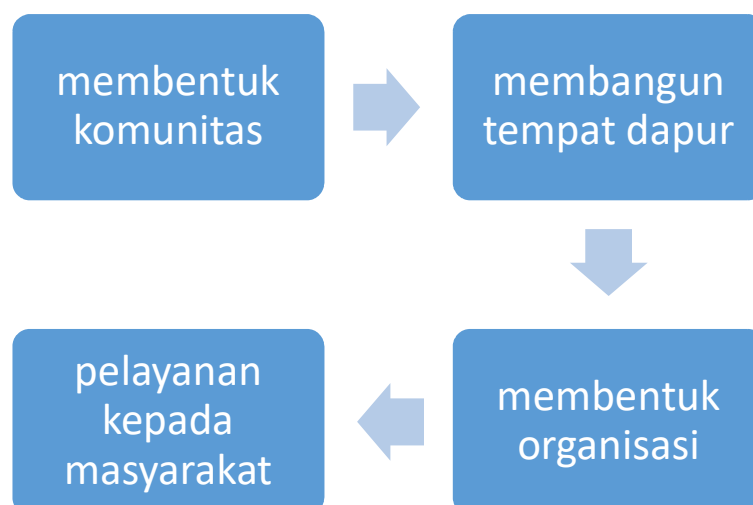 membentuk
komunitas
membangun
tempat dapur
membentuk
organisasi
pelayanan
kepada
masyarakat